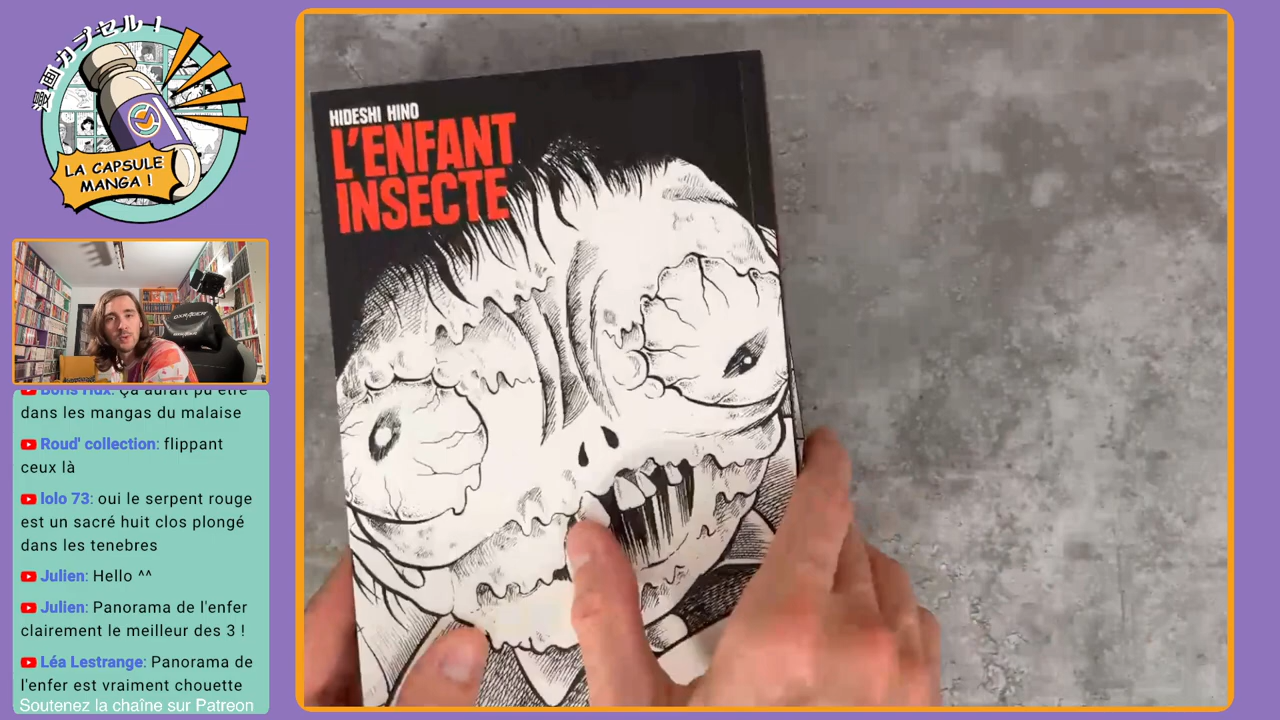 漫画カプセル！
LA CAPSULE
MANGA !
HIDESHI HINO
L'ENFANT
INSECTE
dans les mangas du malaise
Roud' collection: flippant
ceux là
lolo 73: oui le serpent rouge
est un sacré huit clos plongé
dans les tenebres
Julien: Hello ^^
Julien: Panorama de l'enfer
clairement le meilleur des 3 !
Léa Lestrange: Panorama de
l'enfer est vraiment chouette
Soutenez la chaîne sur Patreon